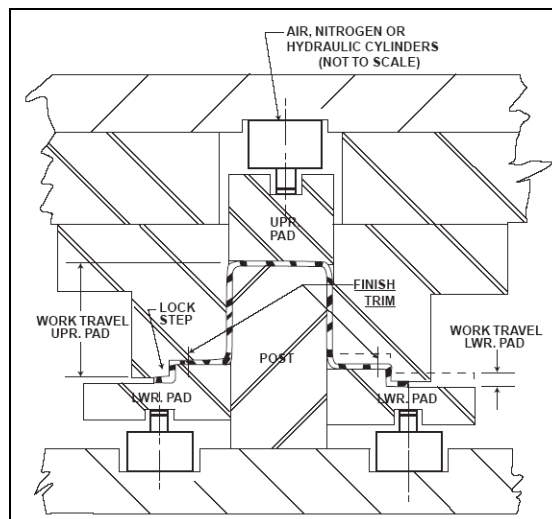 AIR, NITROGEN OR
HYDRAULIC CYLINDERS
(NOT TO SCALE)
UPR.
PAD
FINISH
TRIM
LOCK
STEP
WORK TRAVEL
UPR. PAD
POST
WORK TRAVEL
LWR. PAD
LWR. PAD
LWR. PAD